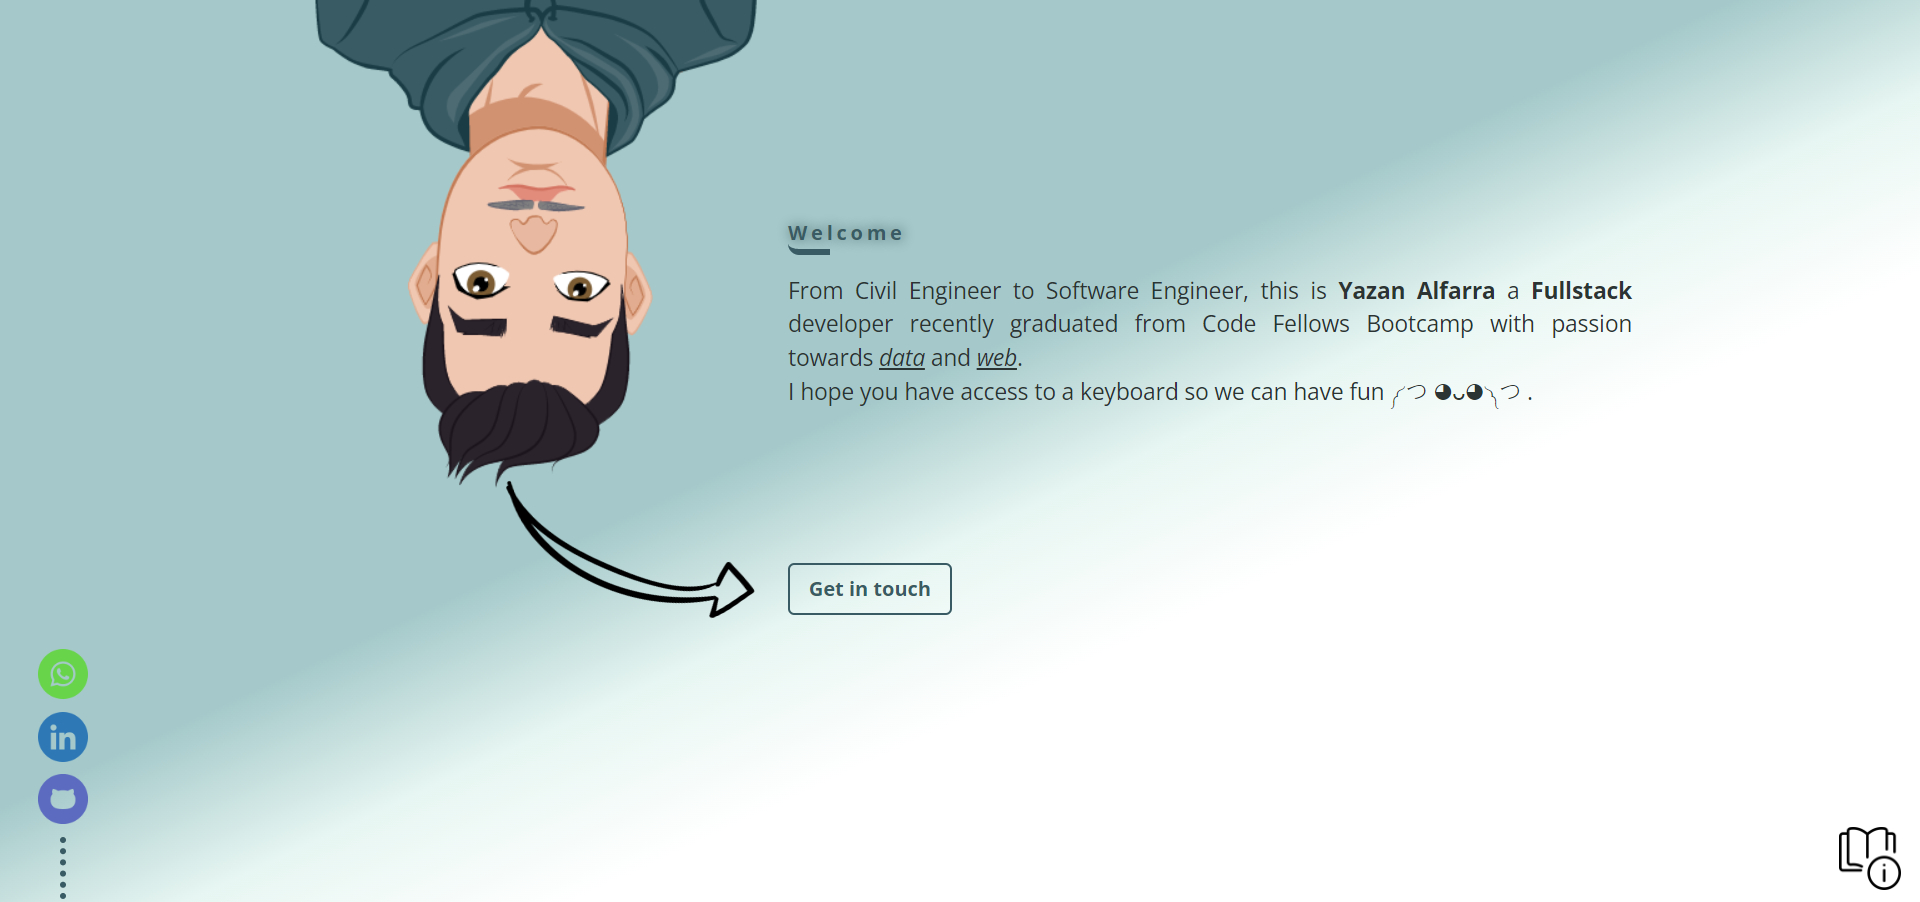 Welcome
From Civil Engineer to Software Engineer, this is Yazan Alfarra a Fullstack
developer recently graduated from Code Fellows Bootcamp with passion
towards data and web.
I hope you have access to a keyboard so we can have fun ༼つ ◕ᴗ◕༽つ .
Get in touch
in
i